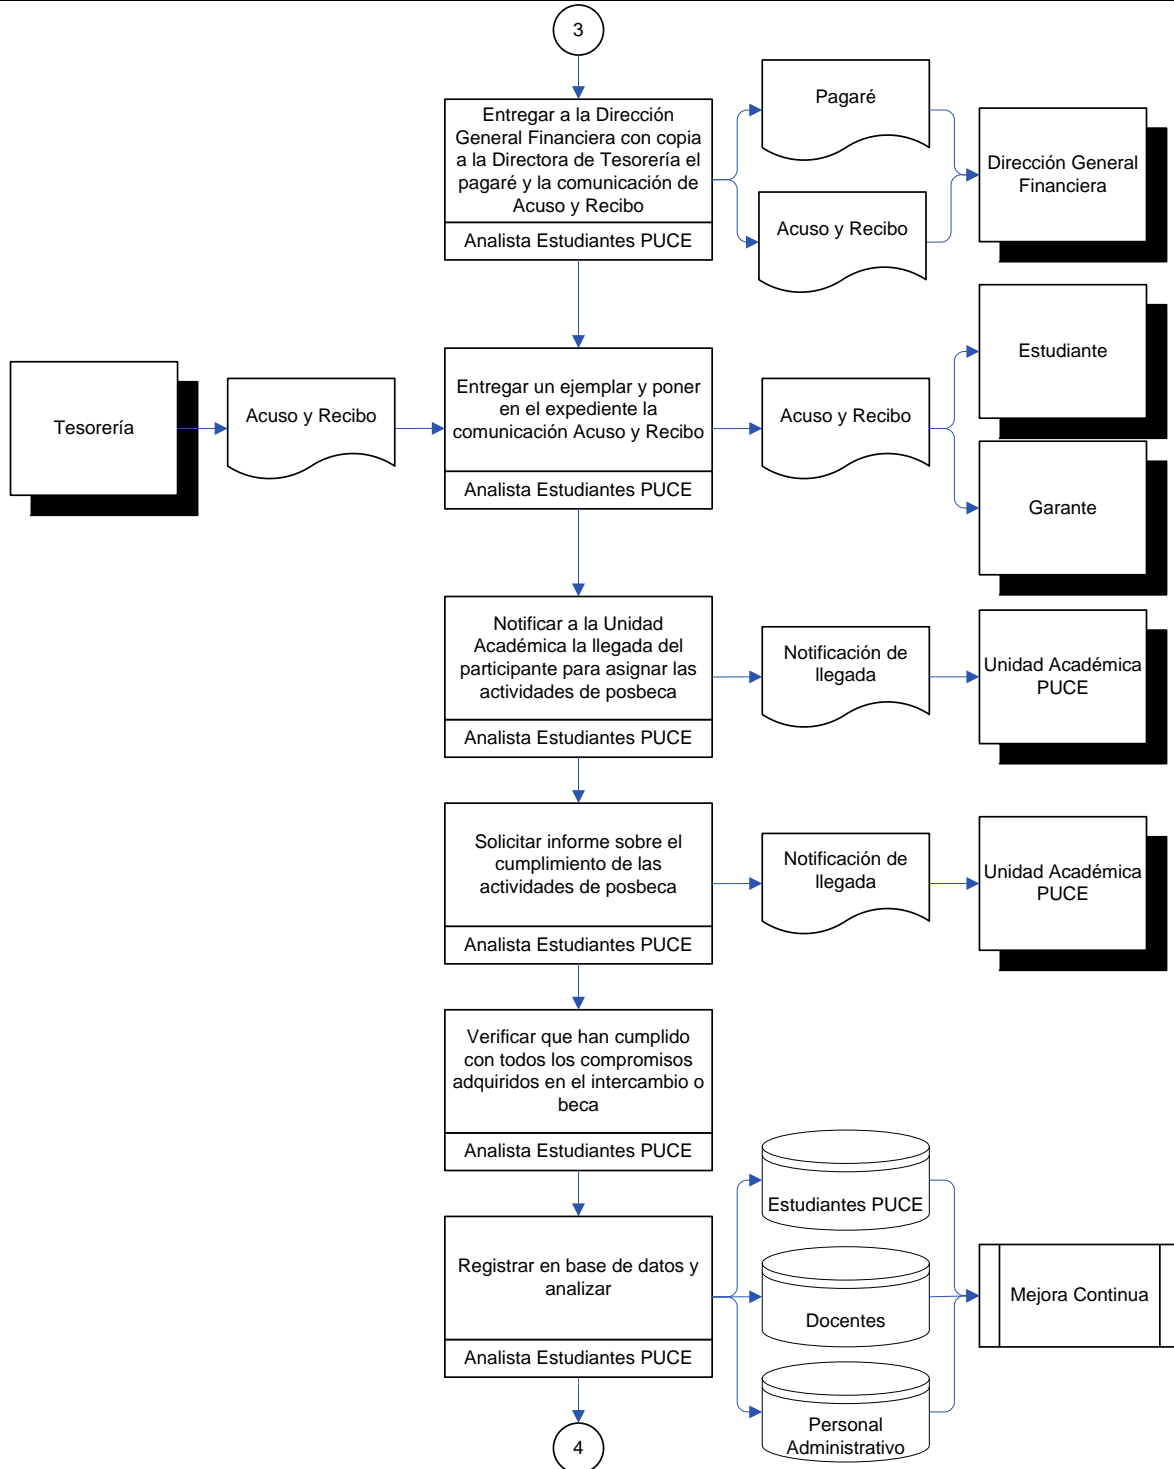 3
Entregar a la Dirección
General Financiera con copia
a la Directora de Tesorería el
pagaré y la comunicación de
Acuso y Recibo
Analista Estudiantes PUCE
Pagaré
Acuso y Recibo
Dirección General
Financiera
Tesorería
Acuso y Recibo
Entregar un ejemplar y poner
en el expediente la
comunicación Acuso y Recibo
Analista Estudiantes PUCE
Acuso y Recibo
Estudiante
Garante
Notificar a la Unidad
Académica la llegada del
participante para asignar las
actividades de posbeca
Analista Estudiantes PUCE
Notificación de
llegada
Unidad Académica
PUCE
Solicitar informe sobre el
cumplimiento de las
actividades de posbeca
Analista Estudiantes PUCE
Notificación de
llegada
Unidad Académica
PUCE
Verificar que han cumplido
con todos los compromisos
adquiridos en el intercambio o
beca
Analista Estudiantes PUCE
Registrar en base de datos y
analizar
Analista Estudiantes PUCE
Estudiantes PUCE
Docentes
Personal
Administrativo
Mejora Continua
4